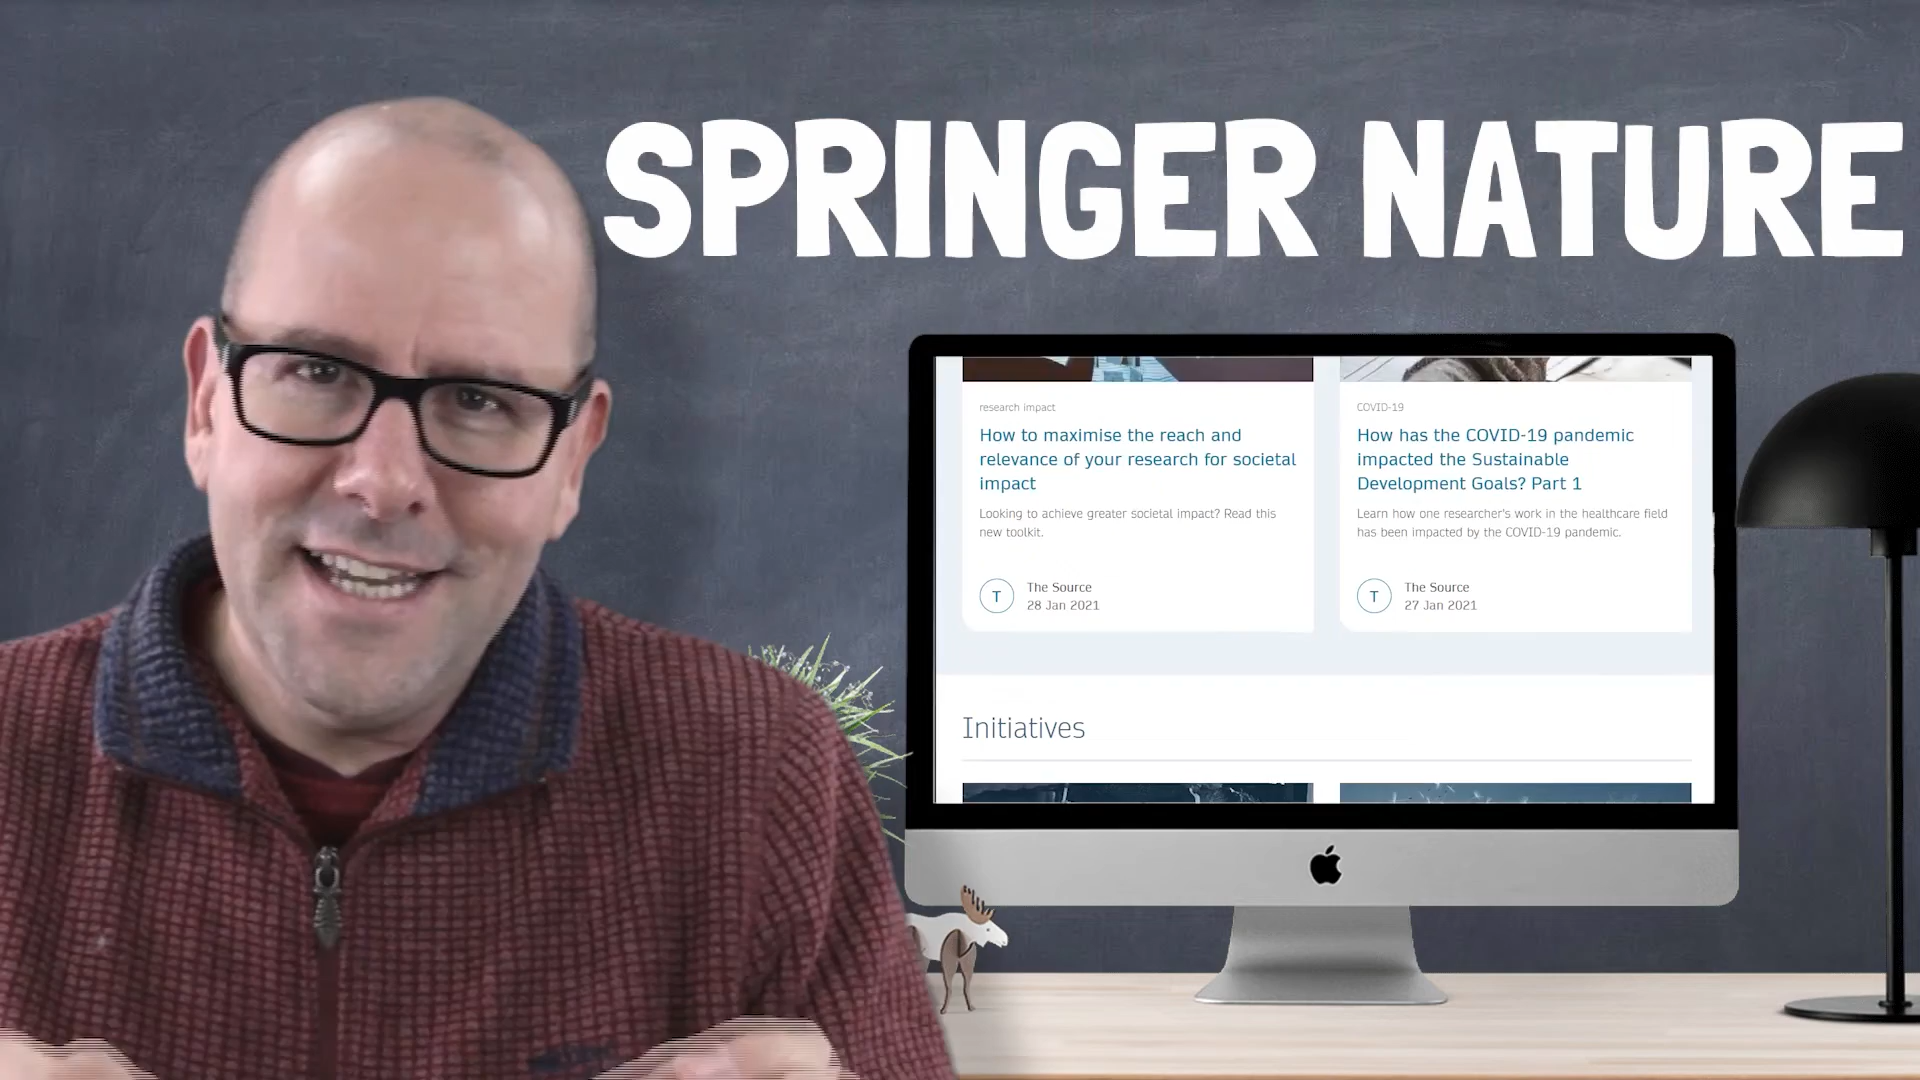 SPRINGER NATURE
research impact
How to maximise the reach and
relevance of your research for societal
impact
Looking to achieve greater societal impact? Read this
new toolkit.
T
The Source
28 Jan 2021
COVID-19
How has the COVID-19 pandemic
impacted the Sustainable
Development Goals? Part 1
Learn how one researcher's work in the healthcare field
has been impacted by the COVID-19 pandemic.
T
The Source
27 Jan 2021
Initiatives